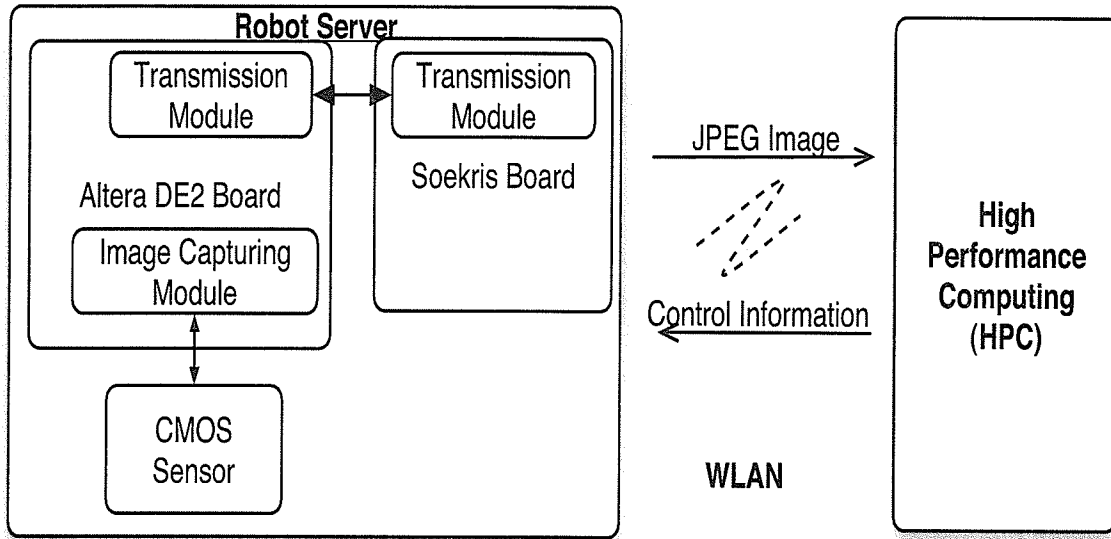 Robot Server
Transmission
Module
Transmission
Module
Altera DE2 Board
Soekris Board
Image Capturing
Module
CMOS
Sensor
JPEG Image
Control Information
WLAN
High
Performance
Computing
(HPC)